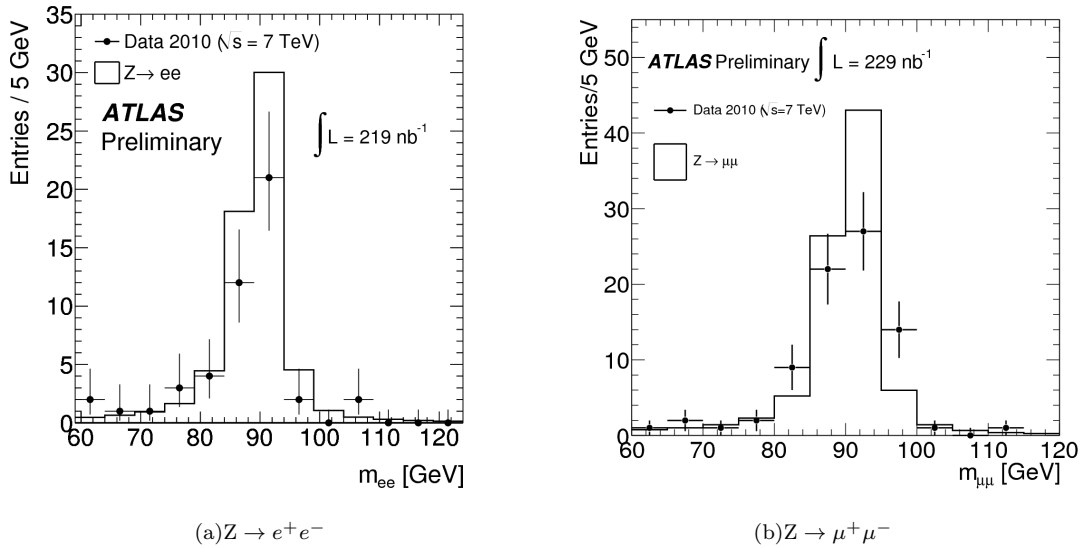 Entries / 5 GeV
35
30
25
20
15
10
5
0
Data 2010 (√s = 7 TeV)
Z→ ee
ATLAS
Preliminary
∫ L = 219 nb⁻¹
60 70 80 90 100 110 120
m_ee [GeV]
(a)Z → e⁺e⁻
Entries/5 GeV
50
40
30
20
10
0
ATLAS Preliminary ∫ L = 229 nb⁻¹
Data 2010 (√s=7 TeV)
Z → μμ
60 70 80 90 100 110 120
m_μμ [GeV]
(b)Z → μ⁺μ⁻